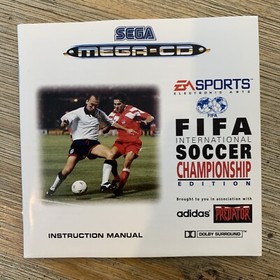 SEGA
MEGA-CD
EA SPORTS
ELECTRONIC ARTS
FIFA
FIFA
INTERNATIONAL
SOCCER
CHAMPIONSHIP
EDITION
Brought to you in association with
adidas
PREDATOR
DOLBY SURROUND
INSTRUCTION MANUAL